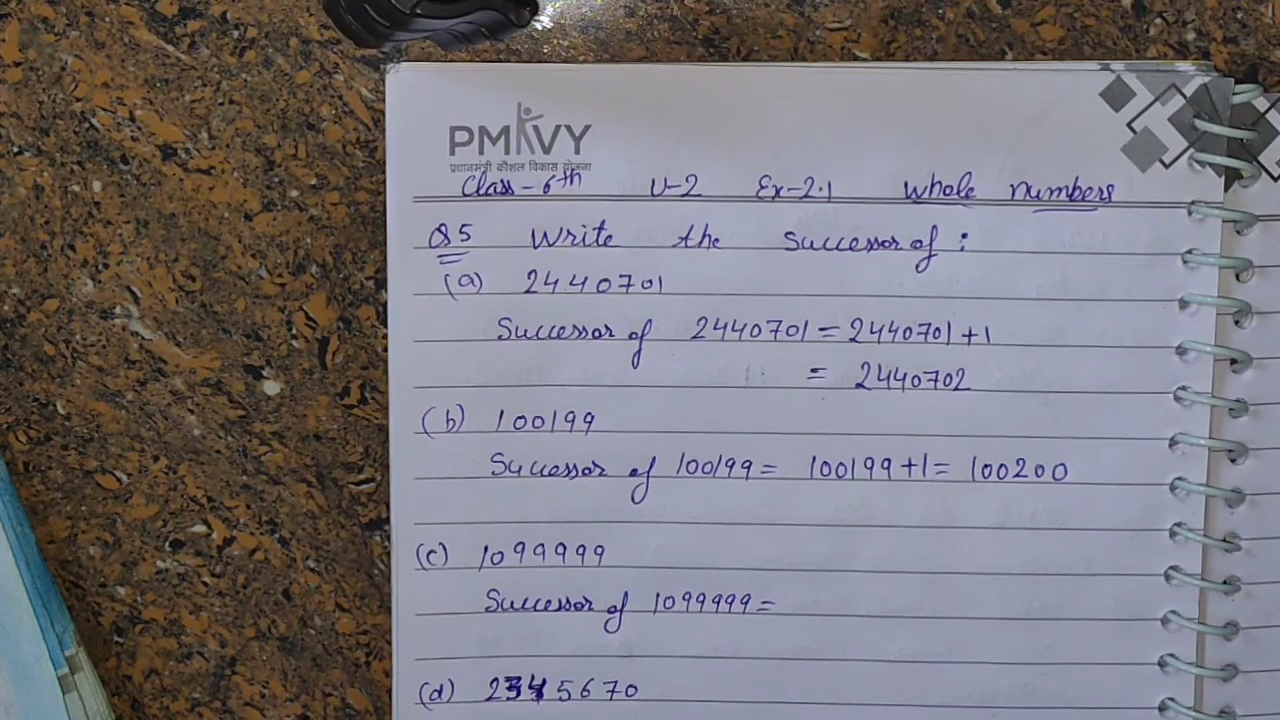 PMKVY
प्रधानमंत्री कौशल विकास योजना
Class-6th U-2 Ex-2.1 Whole numbers
Q5 Write the Successor of :
(a) 2440701
Successor of 2440701 = 2440701+1
= 2440702
(b) 100199
Successor of 100199 = 100199+1= 100200
(c) 1099999
Successor of 1099999 =
(d) 2345670